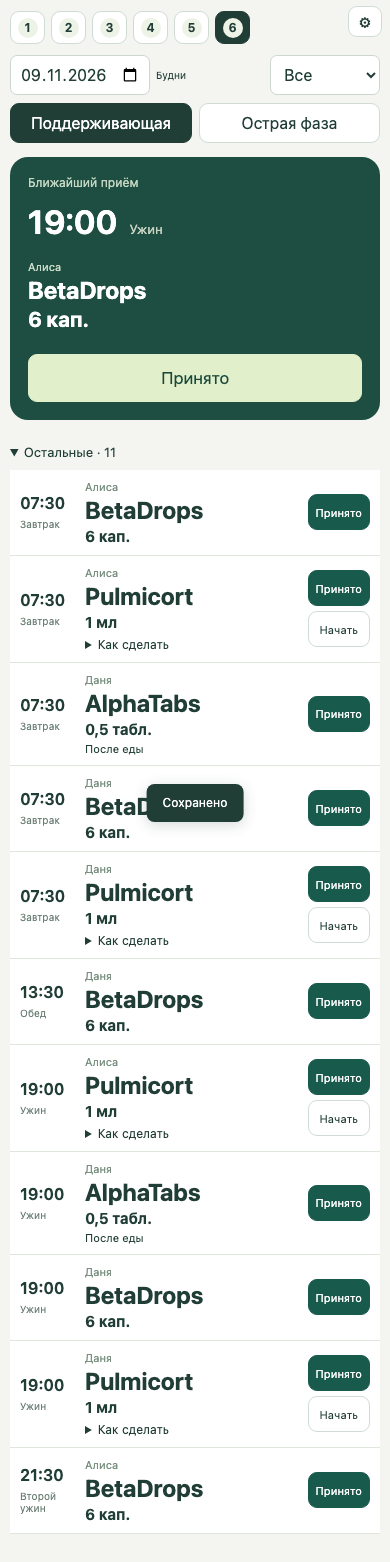 1 2 3 4 5 6 ⚙
09.11.2026 Будни Все
Поддерживающая Острая фаза
Ближайший приём
19:00 Ужин
Алиса
BetaDrops
6 кап.
Принято
▼ Остальные · 11
07:30
Завтрак
Алиса
BetaDrops
6 кап.
Принято
07:30
Завтрак
Алиса
Pulmicort
1 мл
▶ Как сделать
Принято
Начать
07:30
Завтрак
Даня
AlphaTabs
0,5 табл.
После еды
Принято
07:30
Завтрак
Даня
BetaD
6 кап.
Принято
Сохранено
07:30
Завтрак
Даня
Pulmicort
1 мл
▶ Как сделать
Принято
Начать
13:30
Обед
Даня
BetaDrops
6 кап.
Принято
19:00
Ужин
Алиса
Pulmicort
1 мл
▶ Как сделать
Принято
Начать
19:00
Ужин
Даня
AlphaTabs
0,5 табл.
После еды
Принято
19:00
Ужин
Даня
BetaDrops
6 кап.
Принято
19:00
Ужин
Даня
Pulmicort
1 мл
▶ Как сделать
Принято
Начать
21:30
Второй
ужин
Алиса
BetaDrops
6 кап.
Принято